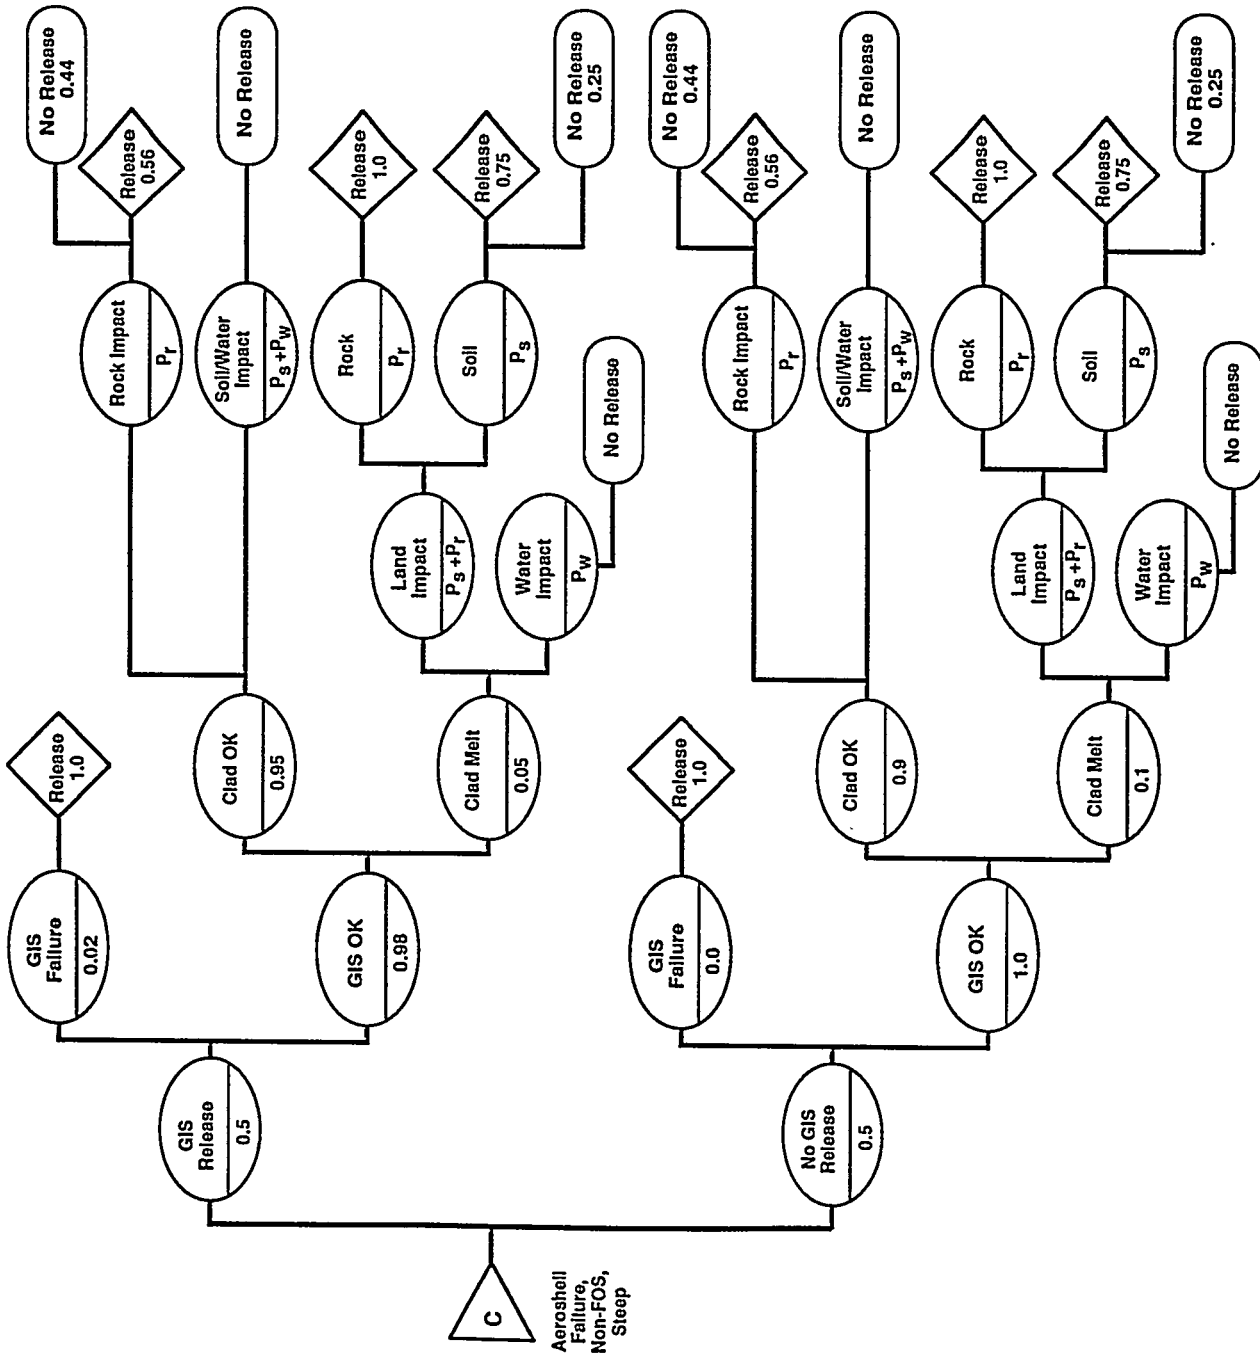 C
Aeroshell
Failure,
Non-FOS,
Steep
GIS
Release
0.5
GIS
Failure
0.02
Release
1.0
GIS OK
0.98
Clad OK
0.95
Rock Impact
Pr
No Release
0.44
Release
0.56
Soil/Water
Impact
Ps+Pw
No Release
Clad Melt
0.05
Land
Impact
Ps+Pr
Rock
Pr
Release
1.0
Soil
Ps
Release
0.75
No Release
0.25
Water
Impact
Pw
No Release
No GIS
Release
0.5
GIS
Failure
0.0
Release
1.0
GIS OK
1.0
Clad OK
0.9
Rock Impact
Pr
No Release
0.44
Release
0.56
Soil/Water
Impact
Ps+Pw
No Release
Clad Melt
0.1
Land
Impact
Ps+Pr
Rock
Pr
Release
1.0
Soil
Ps
Release
0.75
No Release
0.25
Water
Impact
Pw
No Release